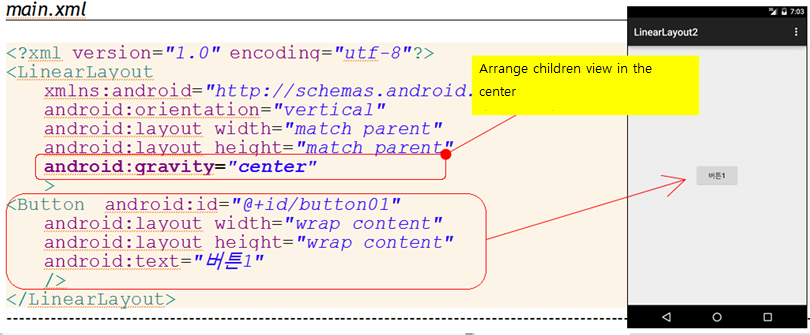 main.xml
7:03
LinearLayout2
<?xml version="1.0" encoding="utf-8"?>
<LinearLayout
xmlns:android="http://schemas.android.
android:orientation="vertical"
android:layout_width="match_parent"
android:layout_height="match_parent"
android:gravity="center"
>
Arrange children view in the
center
<Button android:id="@+id/button01"
android:layout_width="wrap_content"
android:layout_height="wrap_content"
android:text="버튼1"
/>
</LinearLayout>
버튼1